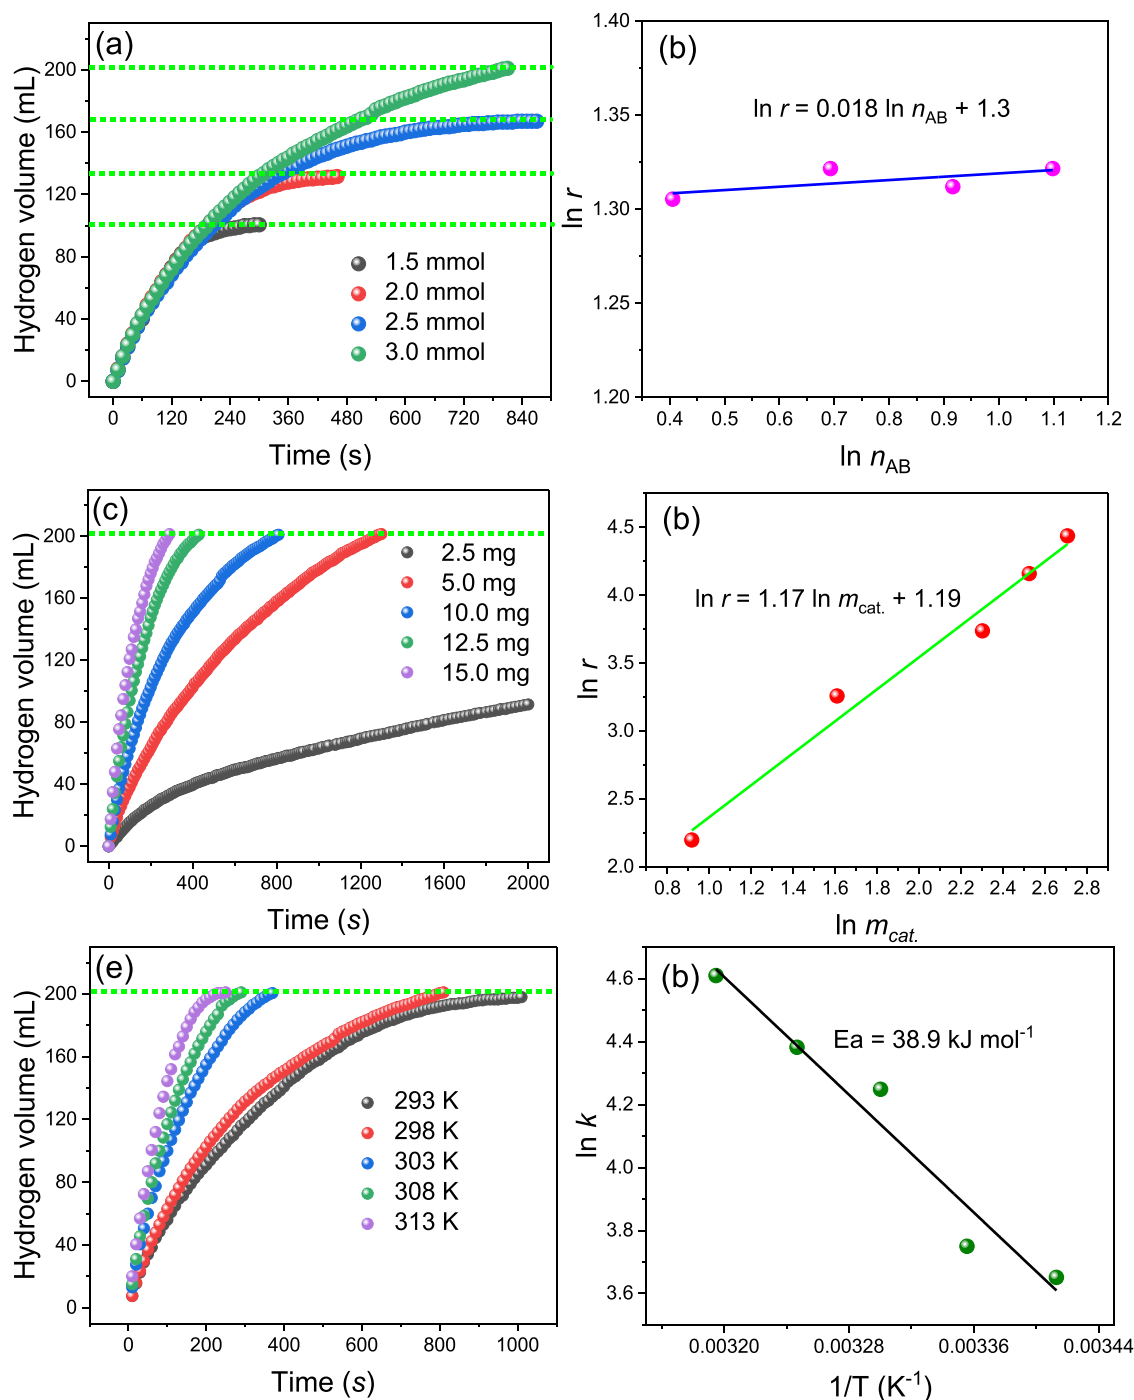 (a)
Hydrogen volume (mL)
200
160
120
80
40
0
1.5 mmol
2.0 mmol
2.5 mmol
3.0 mmol
0 120 240 360 480 600 720 840
Time (s)
(b)
ln r
1.40
1.35
1.30
1.25
1.20
ln r = 0.018 ln n_AB + 1.3
0.4 0.5 0.6 0.7 0.8 0.9 1.0 1.1 1.2
ln n_AB
(c)
Hydrogen volume (mL)
200
160
120
80
40
0
2.5 mg
5.0 mg
10.0 mg
12.5 mg
15.0 mg
0 400 800 1200 1600 2000
Time (s)
(b)
ln r
4.5
4.0
3.5
3.0
2.5
2.0
ln r = 1.17 ln m_cat. + 1.19
0.8 1.0 1.2 1.4 1.6 1.8 2.0 2.2 2.4 2.6 2.8
ln m_cat.
(e)
Hydrogen volume (mL)
200
160
120
80
40
0
293 K
298 K
303 K
308 K
313 K
0 200 400 600 800 1000
Time (s)
(b)
ln k
4.6
4.4
4.2
4.0
3.8
3.6
Ea = 38.9 kJ mol⁻¹
0.00320 0.00328 0.00336 0.00344
1/T (K⁻¹)